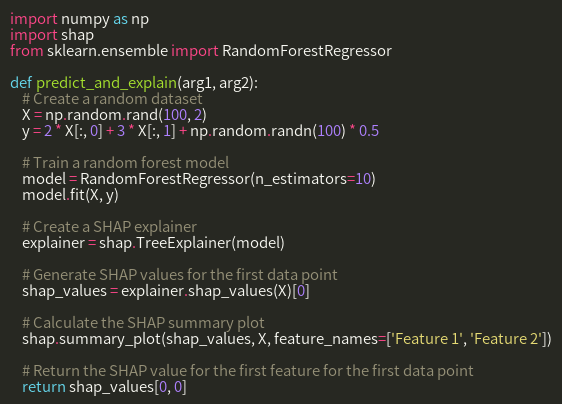 import numpy as np
import shap
from sklearn.ensemble import RandomForestRegressor
def predict_and_explain(arg1, arg2):
# Create a random dataset
X = np.random.rand(100, 2)
y = 2 * X[:, 0] + 3 * X[:, 1] + np.random.randn(100) * 0.5
# Train a random forest model
model = RandomForestRegressor(n_estimators=10)
model.fit(X, y)
# Create a SHAP explainer
explainer = shap.TreeExplainer(model)
# Generate SHAP values for the first data point
shap_values = explainer.shap_values(X)[0]
# Calculate the SHAP summary plot
shap.summary_plot(shap_values, X, feature_names=['Feature 1', 'Feature 2'])
# Return the SHAP value for the first feature for the first data point
return shap_values[0, 0]